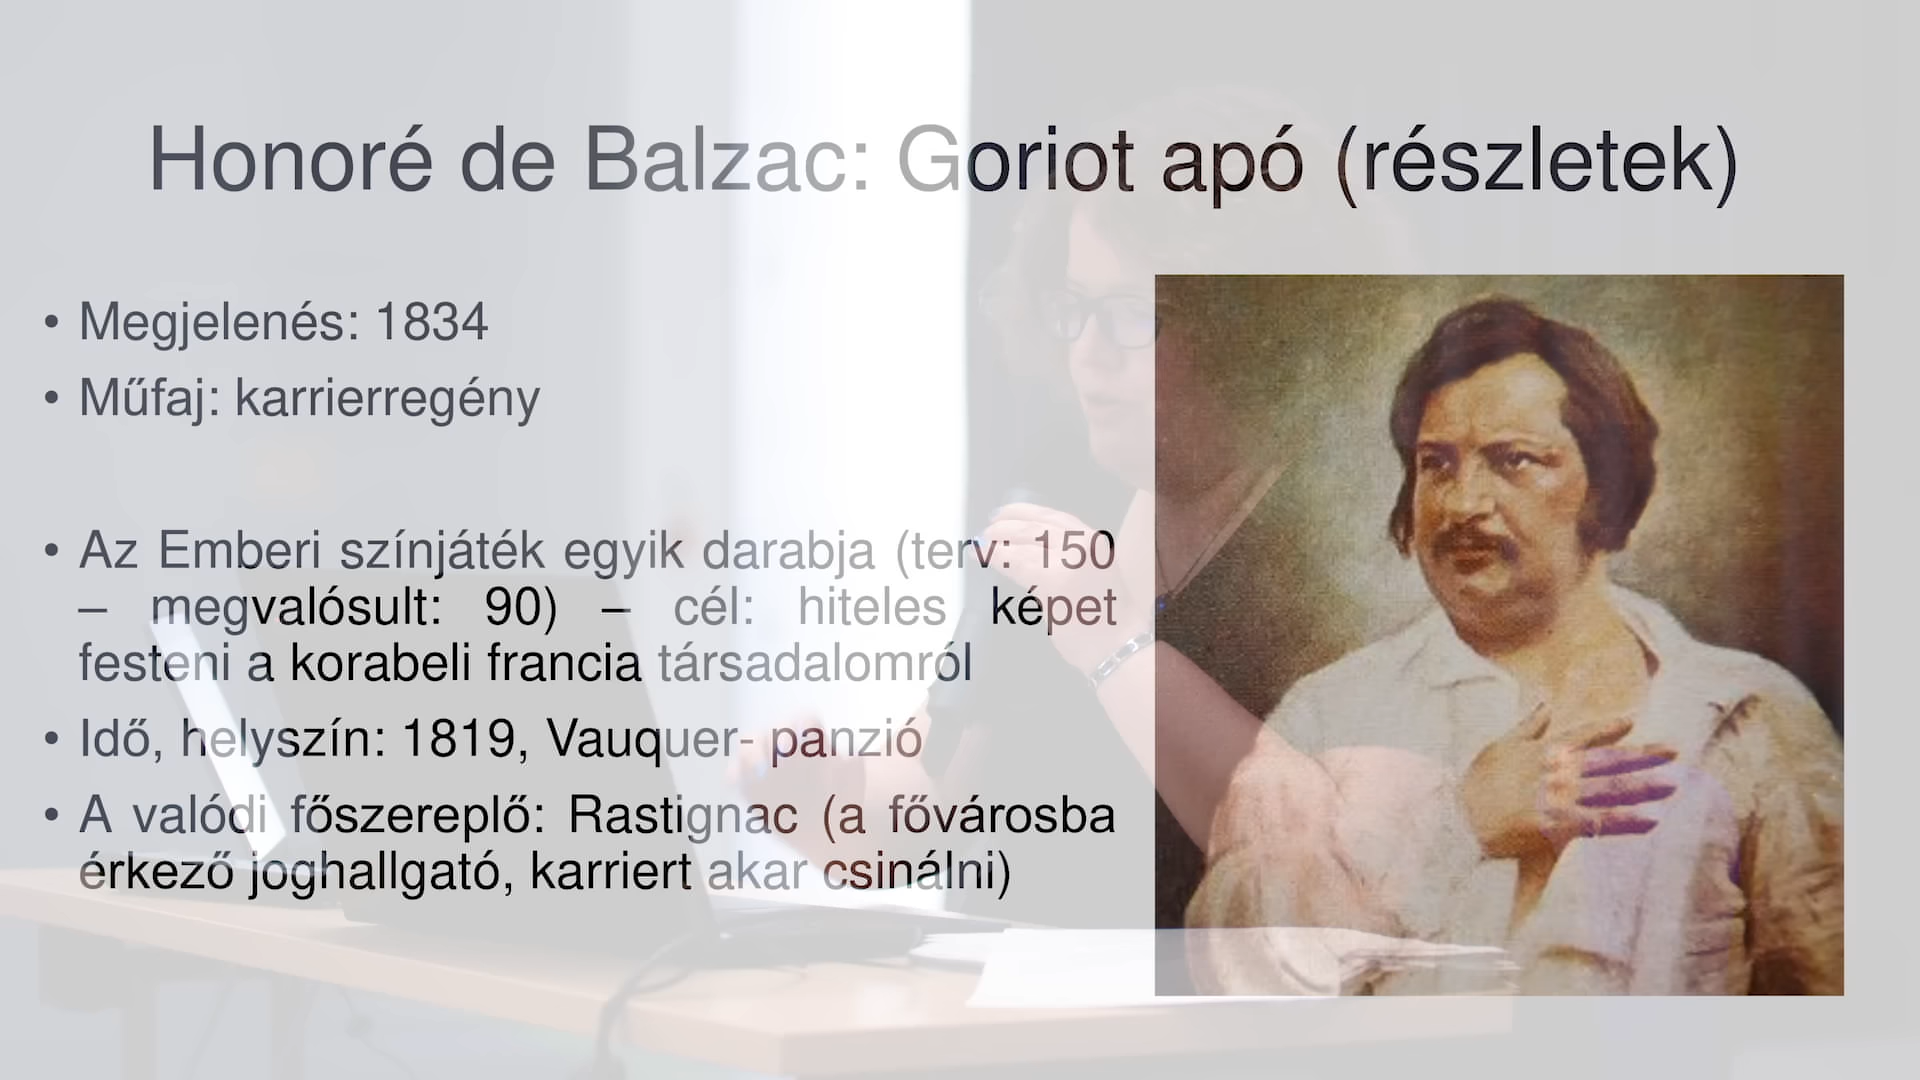 Honoré de Balzac: Goriot apó (részletek)
• Megjelenés: 1834
• Műfaj: karrierregény
• Az Emberi színjáték egyik darabja (terv: 150
– megvalósult: 90) – cél: hiteles képet
festeni a korabeli francia társadalomról
• Idő, helyszín: 1819, Vauquer- panzió
• A valódi főszereplő: Rastignac (a fővárosba
érkező joghallgató, karriert akar csinálni)